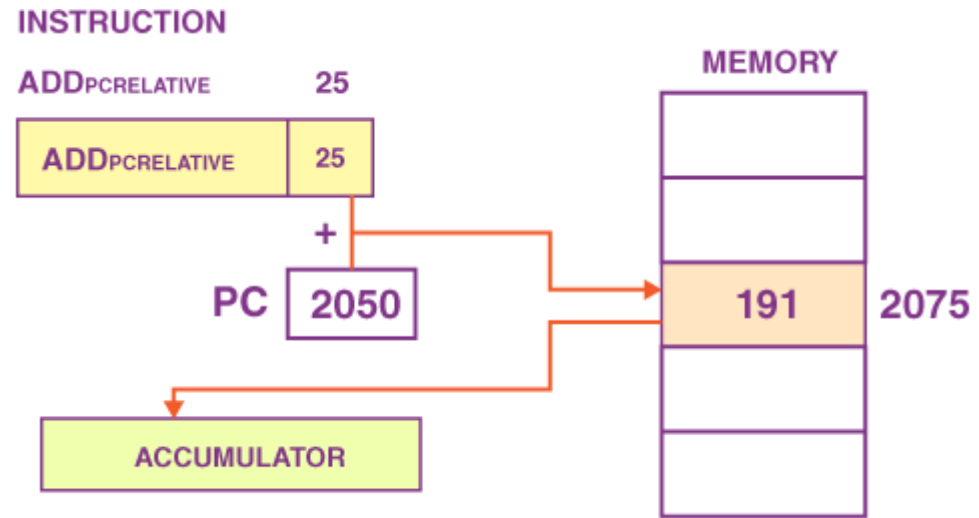 INSTRUCTION
ADDPCRELATIVE 25
MEMORY
ADDPCRELATIVE 25
+
PC 2050
191 2075
ACCUMULATOR